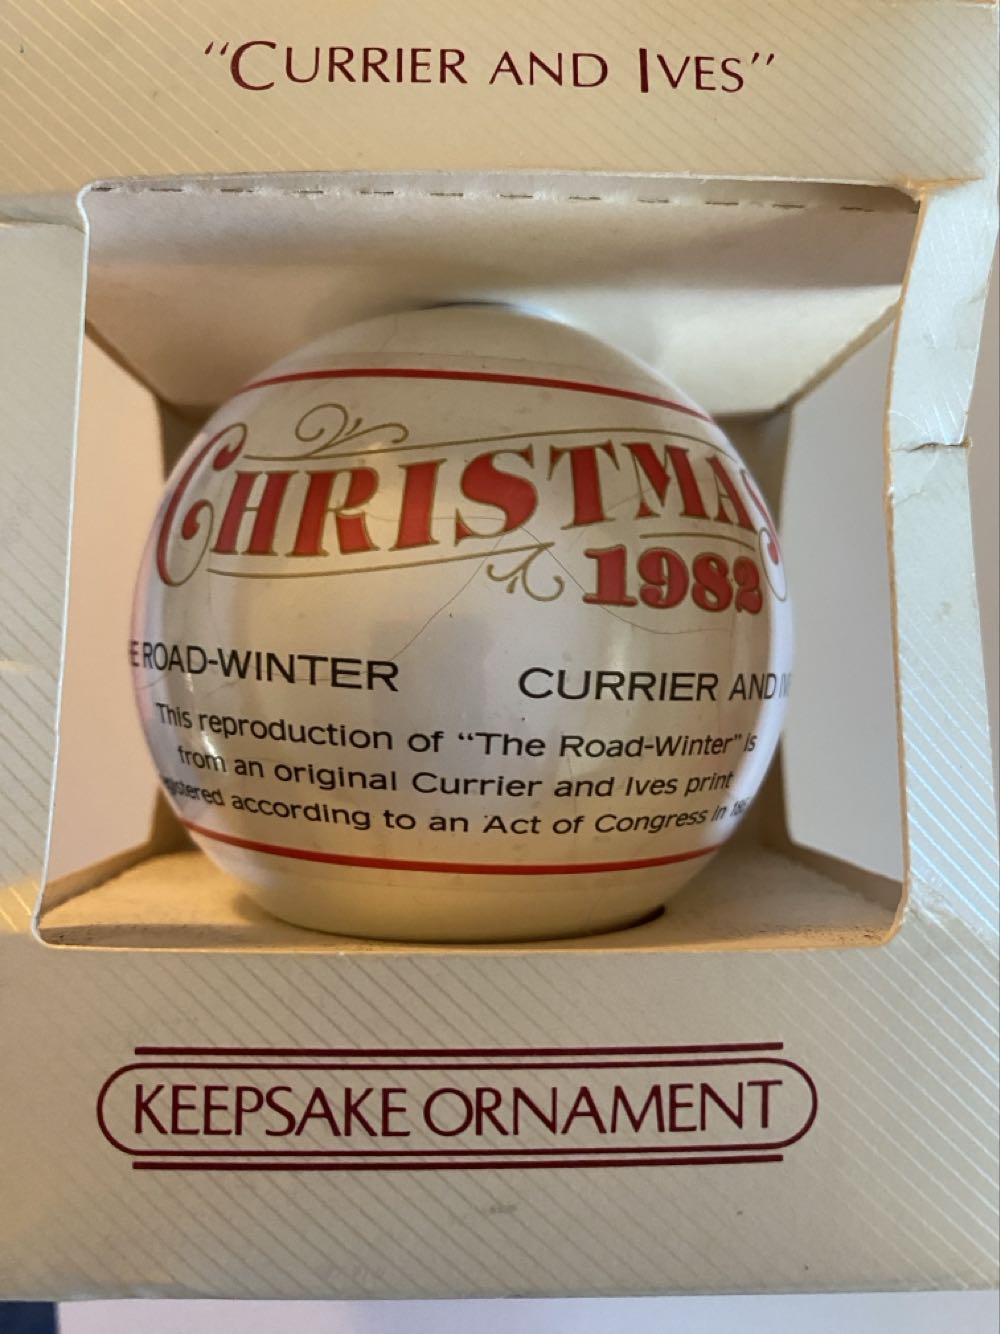 "CURRIER AND IVES"
CHRISTMAS
1982
E ROAD-WINTER CURRIER AND
This reproduction of "The Road-Winter" is
from an original Currier and Ives print
according to an Act of Congress in
KEEPSAKE ORNAMENT